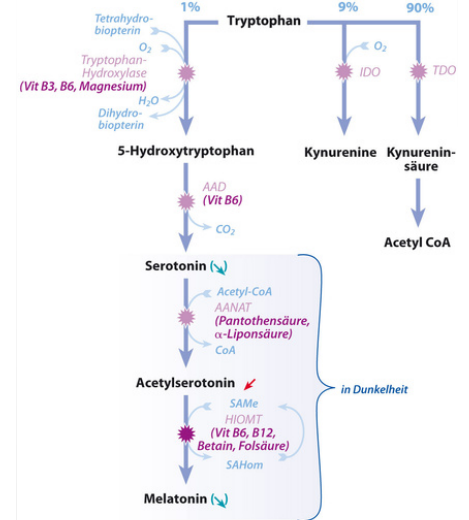 1%
9%
90%
Tryptophan
Tetrahydro-
biopterin
O2
Tryptophan-
Hydroxylase
(Vit B3, B6, Magnesium)
H2O
Dihydro-
biopterin
O2
IDO
TDO
5-Hydroxytryptophan
Kynurenine
Kynurenin-
säure
AAD
(Vit B6)
CO2
Acetyl CoA
Serotonin (↘)
Acetyl-CoA
AANAT
(Pantothensäure,
α-Liponsäure)
CoA
Acetylserotonin ↙
in Dunkelheit
SAMe
HIOMT
(Vit B6, B12,
Betain, Folsäure)
SAHom
Melatonin (↘)